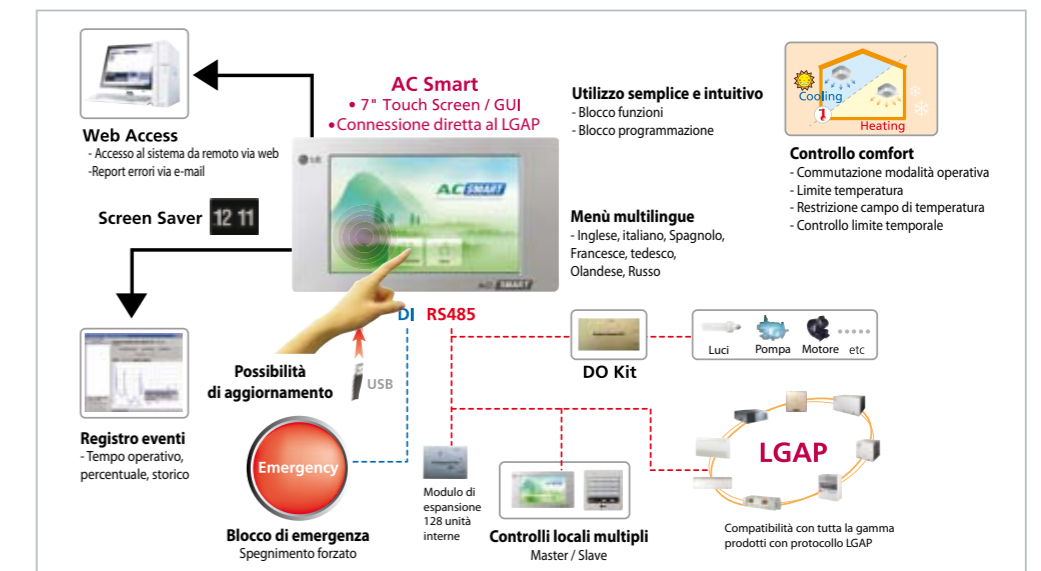 AC Smart
• 7" Touch Screen / GUI
•Connessione diretta al LGAP
Web Access
- Accesso al sistema da remoto via web
-Report errori via e-mail
Screen Saver
12 11
LG
AC SMART
AC SMART
Utilizzo semplice e intuitivo
- Blocco funzioni
- Blocco programmazione
Menù multilingue
- Inglese, italiano, Spagnolo,
Francesce, tedesco,
Olandese, Russo
Cooling
Heating
Controllo comfort
- Commutazione modalità operativa
- Limite temperatura
- Restrizione campo di temperatura
- Controllo limite temporale
DI RS485
Possibilità
di aggiornamento
USB
DO Kit
Luci Pompa Motore etc
Registro eventi
- Tempo operativo,
percentuale, storico
Emergency
Blocco di emergenza
Spegnimento forzato
Modulo di
espansione
128 unità
interne
Controlli locali multipli
Master / Slave
LGAP
Compatibilità con tutta la gamma
prodotti con protocollo LGAP